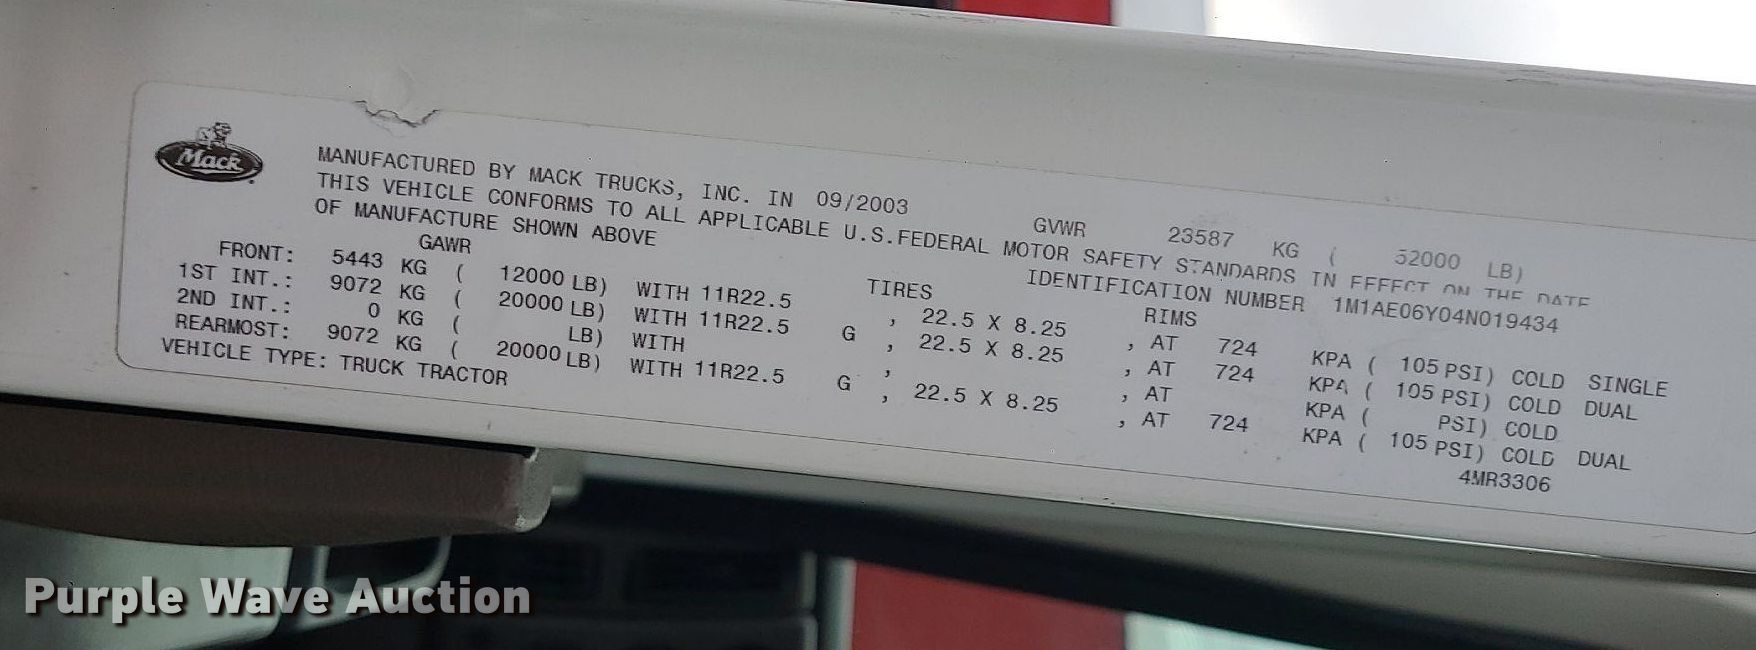 Mack
MANUFACTURED BY MACK TRUCKS, INC. IN 09/2003 GVWR 23587 KG ( 52000 LB)
THIS VEHICLE CONFORMS TO ALL APPLICABLE U.S.FEDERAL MOTOR SAFETY STANDARDS IN EFFECT ON THE DATE
OF MANUFACTURE SHOWN ABOVE IDENTIFICATION NUMBER 1M1AE06Y04N019434
GAWR TIRES RIMS
FRONT: 5443 KG ( 12000 LB) WITH 11R22.5 G , 22.5 X 8.25 , AT 724 KPA ( 105 PSI) COLD SINGLE
1ST INT.: 9072 KG ( 20000 LB) WITH 11R22.5 , 22.5 X 8.25 , AT 724 KPA ( 105 PSI) COLD DUAL
2ND INT.: 0 KG ( LB) WITH , , AT KPA ( PSI) COLD
REARMOST: 9072 KG ( 20000 LB) WITH 11R22.5 G , 22.5 X 8.25 , AT 724 KPA ( 105 PSI) COLD DUAL
VEHICLE TYPE: TRUCK TRACTOR 4MR3306
Purple Wave Auction